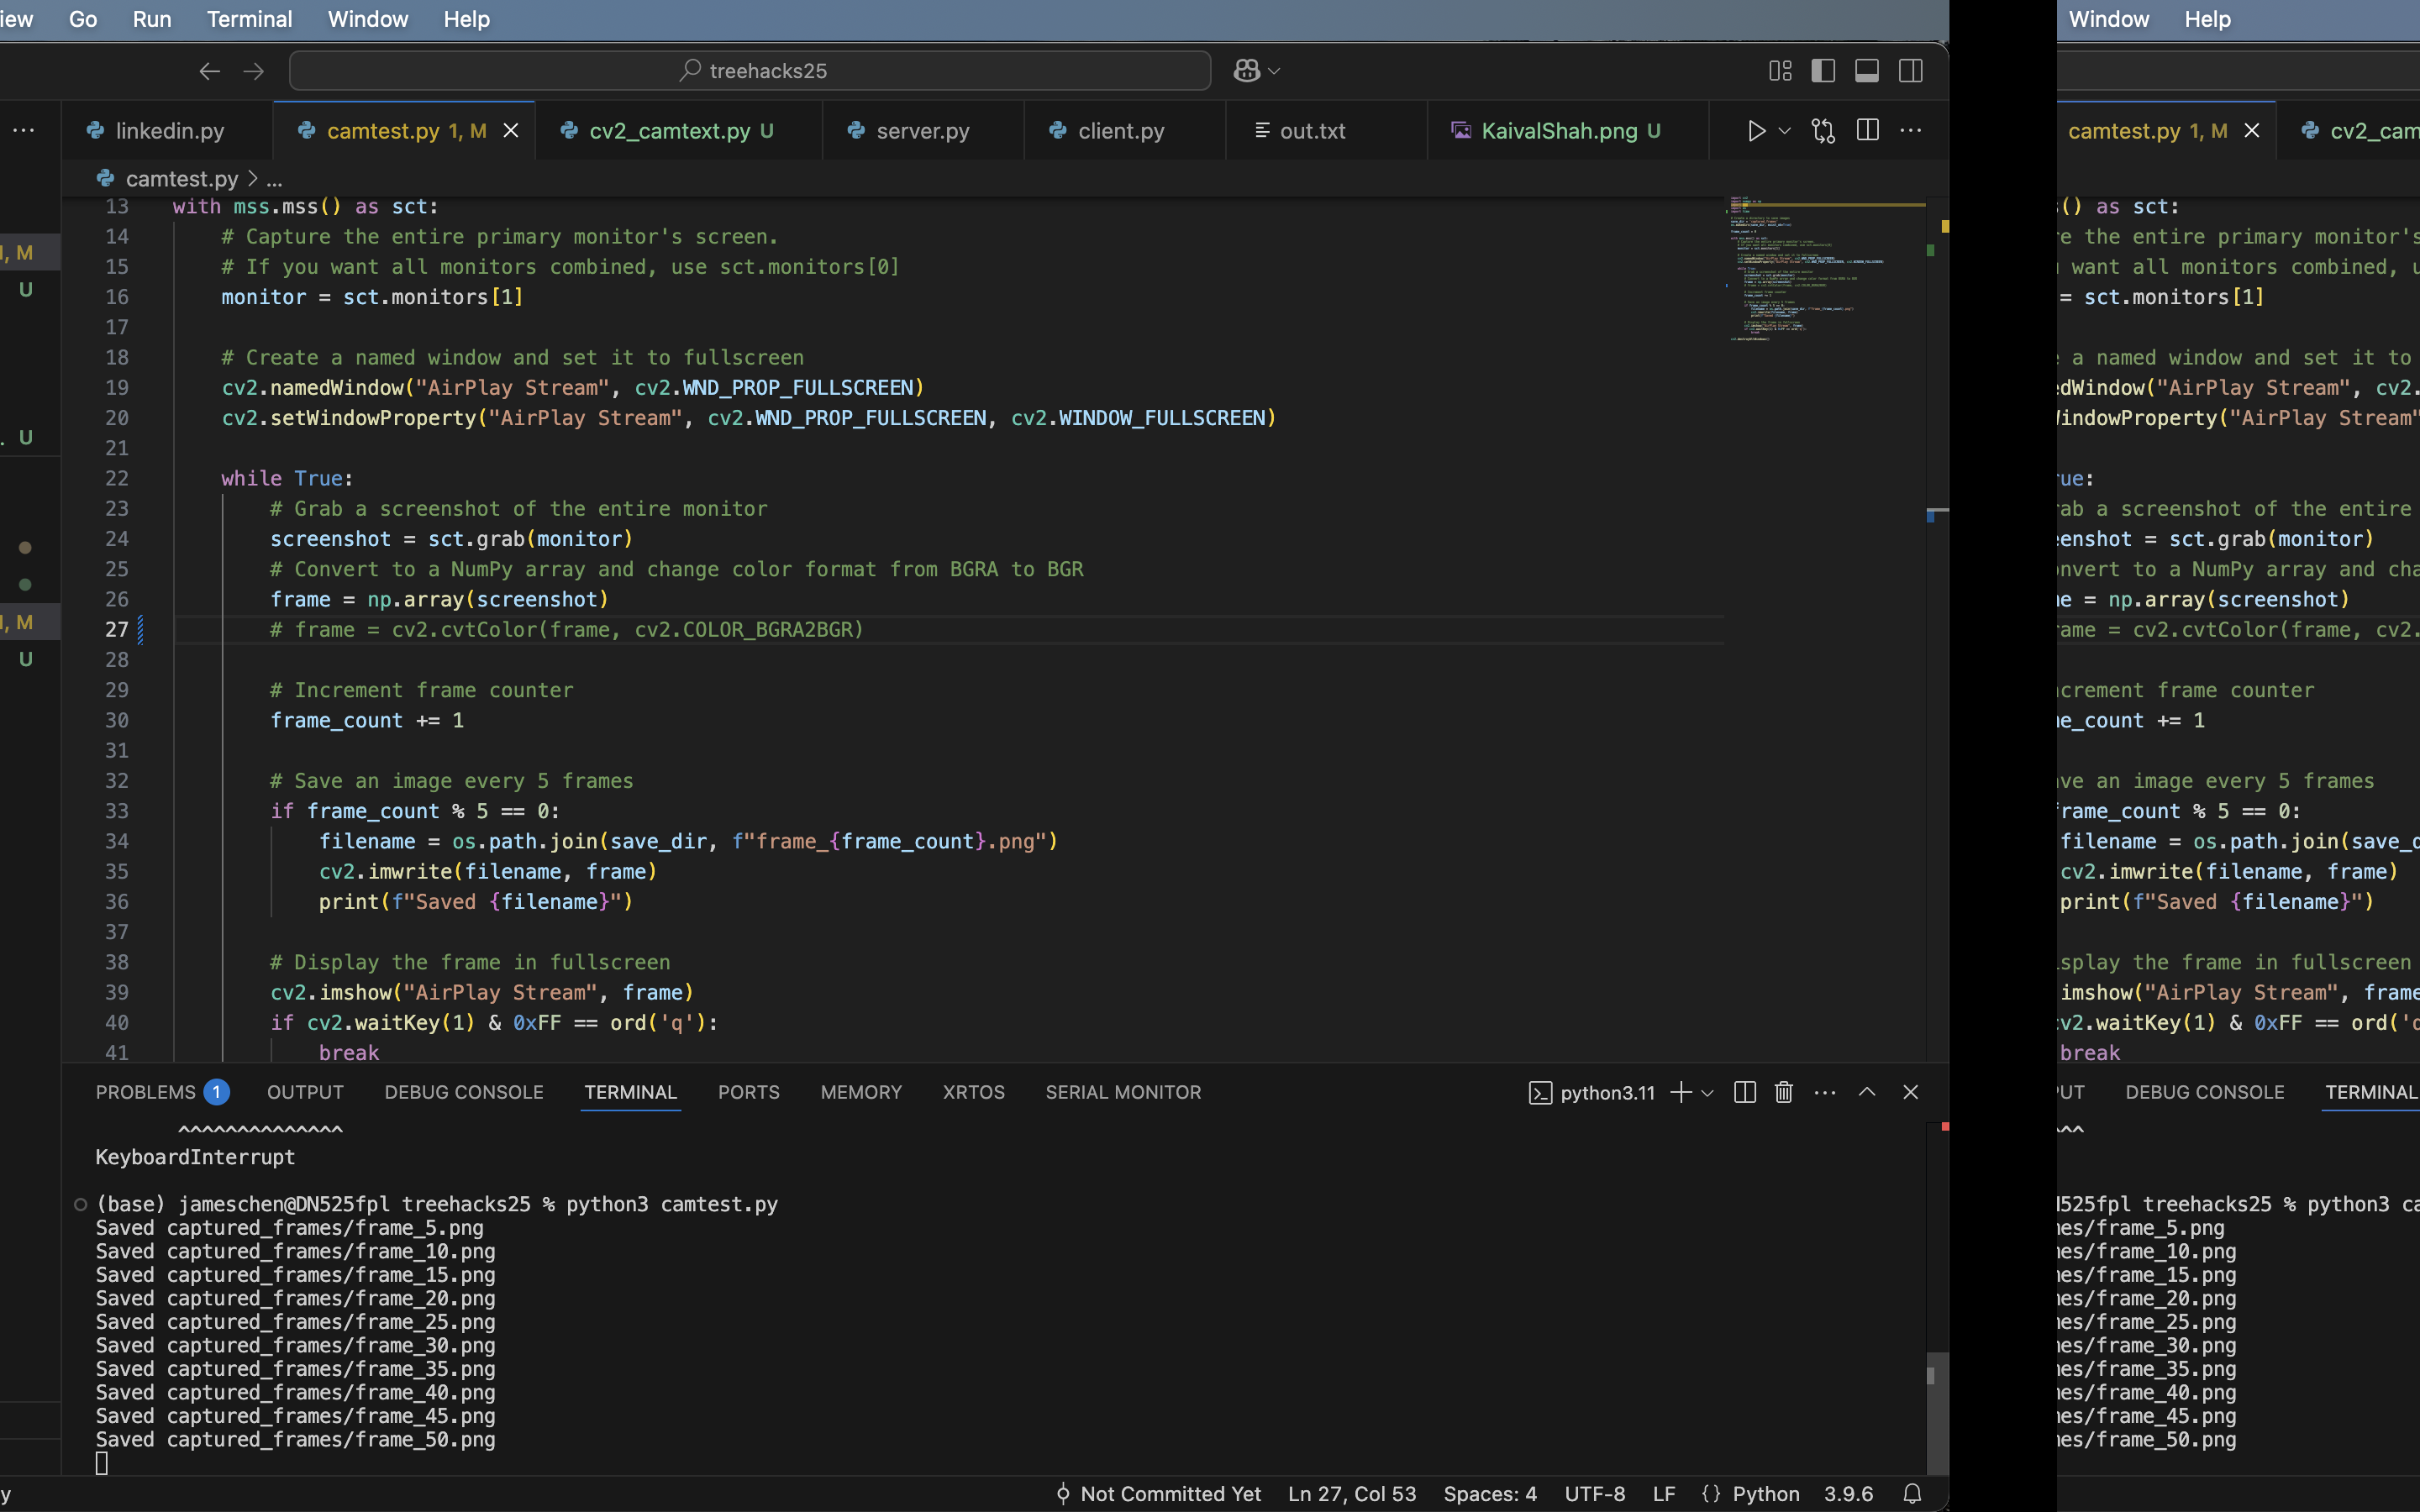 iew Go Run Terminal Window Help
treehacks25
linkedin.py camtest.py 1, M cv2_camtext.py U server.py client.py out.txt KaivalShah.png U
camtest.py > ...
M
U
. U
M
U
13 with mss.mss() as sct:
14 # Capture the entire primary monitor's screen.
15 # If you want all monitors combined, use sct.monitors[0]
16 monitor = sct.monitors[1]
17
18 # Create a named window and set it to fullscreen
19 cv2.namedWindow("AirPlay Stream", cv2.WND_PROP_FULLSCREEN)
20 cv2.setWindowProperty("AirPlay Stream", cv2.WND_PROP_FULLSCREEN, cv2.WINDOW_FULLSCREEN)
21
22 while True:
23 # Grab a screenshot of the entire monitor
24 screenshot = sct.grab(monitor)
25 # Convert to a NumPy array and change color format from BGRA to BGR
26 frame = np.array(screenshot)
27 # frame = cv2.cvtColor(frame, cv2.COLOR_BGRA2BGR)
28
29 # Increment frame counter
30 frame_count += 1
31
32 # Save an image every 5 frames
33 if frame_count % 5 == 0:
34 filename = os.path.join(save_dir, f"frame_{frame_count}.png")
35 cv2.imwrite(filename, frame)
36 print(f"Saved {filename}")
37
38 # Display the frame in fullscreen
39 cv2.imshow("AirPlay Stream", frame)
40 if cv2.waitKey(1) & 0xFF == ord('q'):
41 break
PROBLEMS 1 OUTPUT DEBUG CONSOLE TERMINAL PORTS MEMORY XRTOS SERIAL MONITOR python3.11
^^^^^^^^^^^^^^
KeyboardInterrupt
(base) jameschen@DN525fpl treehacks25 % python3 camtest.py
Saved captured_frames/frame_5.png
Saved captured_frames/frame_10.png
Saved captured_frames/frame_15.png
Saved captured_frames/frame_20.png
Saved captured_frames/frame_25.png
Saved captured_frames/frame_30.png
Saved captured_frames/frame_35.png
Saved captured_frames/frame_40.png
Saved captured_frames/frame_45.png
Saved captured_frames/frame_50.png
y Not Committed Yet Ln 27, Col 53 Spaces: 4 UTF-8 LF {} Python 3.9.6
Window Help
camtest.py 1, M cv2_cam
() as sct:
e the entire primary monitor's
want all monitors combined, u
= sct.monitors[1]
a named window and set it to
dWindow("AirPlay Stream", cv2.
indowProperty("AirPlay Stream"
ue:
ab a screenshot of the entire
enshot = sct.grab(monitor)
nvert to a NumPy array and cha
e = np.array(screenshot)
ame = cv2.cvtColor(frame, cv2.
crement frame counter
e_count += 1
ve an image every 5 frames
rame_count % 5 == 0:
filename = os.path.join(save_d
cv2.imwrite(filename, frame)
print(f"Saved {filename}")
splay the frame in fullscreen
imshow("AirPlay Stream", frame
v2.waitKey(1) & 0xFF == ord('q
break
UT DEBUG CONSOLE TERMINAL
^^
525fpl treehacks25 % python3 ca
es/frame_5.png
es/frame_10.png
es/frame_15.png
es/frame_20.png
es/frame_25.png
es/frame_30.png
es/frame_35.png
es/frame_40.png
es/frame_45.png
es/frame_50.png